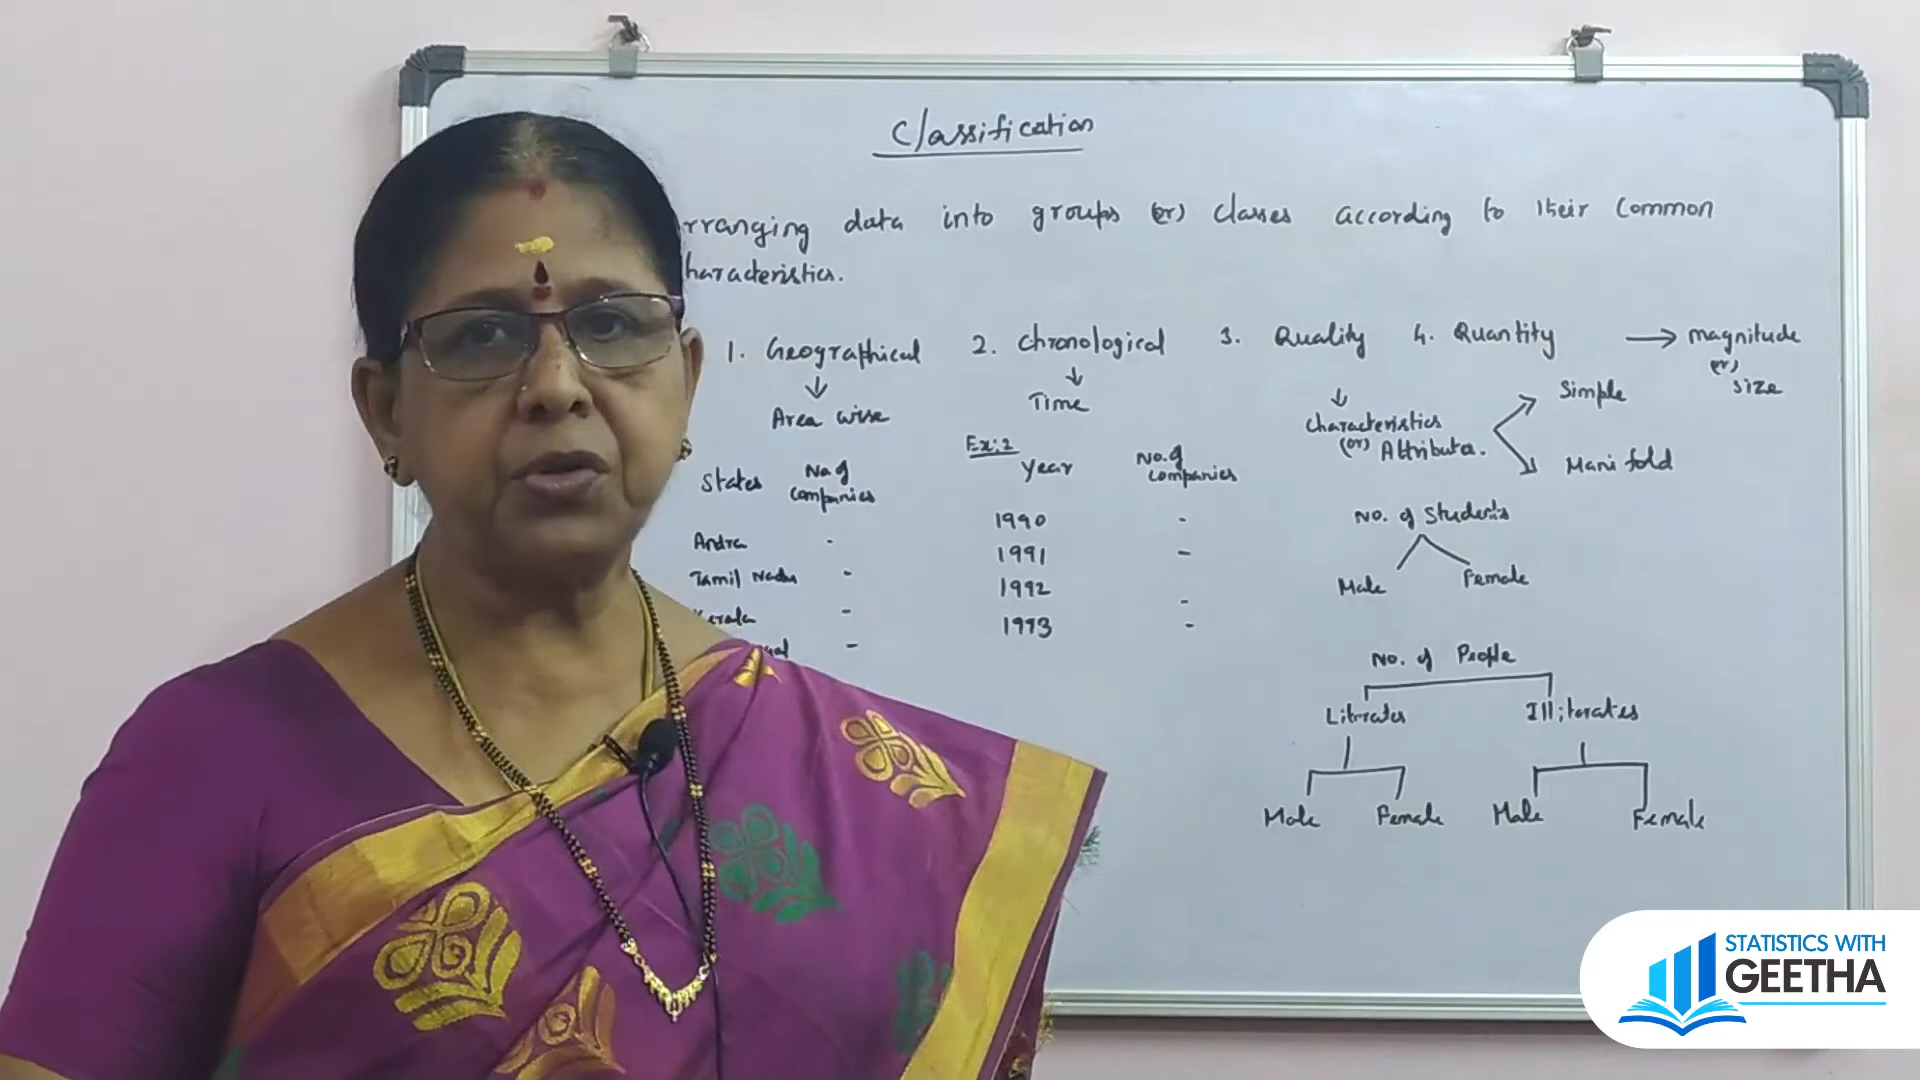 Classification
rranging data into groups (or) classes according to their common
haracteristics.
1. Geographical 2. Chronological 3. Quality 4. Quantity → magnitude
(or)
size
↓ Area wise
↓ Time
↓ Characteristics
(or) Attributes.
Simple
Manifold
States No. of companies
Andra -
Tamil Nadu -
erala -
gal -
Ex: 2
Year No. of companies
1990 -
1991 -
1992 -
1993 -
No. of Students
Male Female
No. of People
Literates Illiterates
Male Female Male Female
STATISTICS WITH
GEETHA